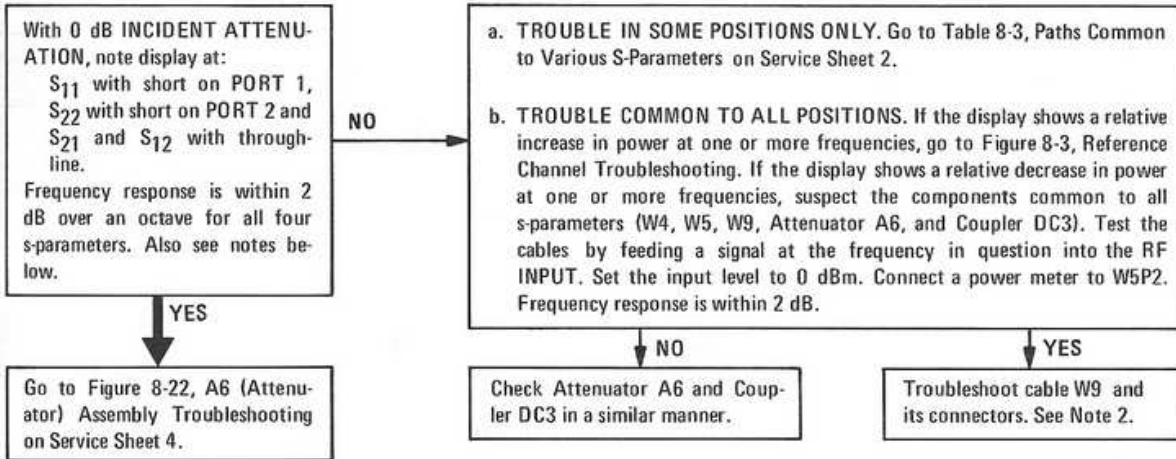 With 0 dB INCIDENT ATTENU-
ATION, note display at:
S11 with short on PORT 1,
S22 with short on PORT 2 and
S21 and S12 with through-
line.
Frequency response is within 2
dB over an octave for all four
s-parameters. Also see notes be-
low.
NO
a. TROUBLE IN SOME POSITIONS ONLY. Go to Table 8-3, Paths Common
to Various S-Parameters on Service Sheet 2.
b. TROUBLE COMMON TO ALL POSITIONS. If the display shows a relative
increase in power at one or more frequencies, go to Figure 8-3, Reference
Channel Troubleshooting. If the display shows a relative decrease in power
at one or more frequencies, suspect the components common to all
s-parameters (W4, W5, W9, Attenuator A6, and Coupler DC3). Test the
cables by feeding a signal at the frequency in question into the RF
INPUT. Set the input level to 0 dBm. Connect a power meter to W5P2.
Frequency response is within 2 dB.
YES
Go to Figure 8-22, A6 (Attenu-
ator) Assembly Troubleshooting
on Service Sheet 4.
NO
Check Attenuator A6 and Coup-
ler DC3 in a similar manner.
YES
Troubleshoot cable W9 and
its connectors. See Note 2.